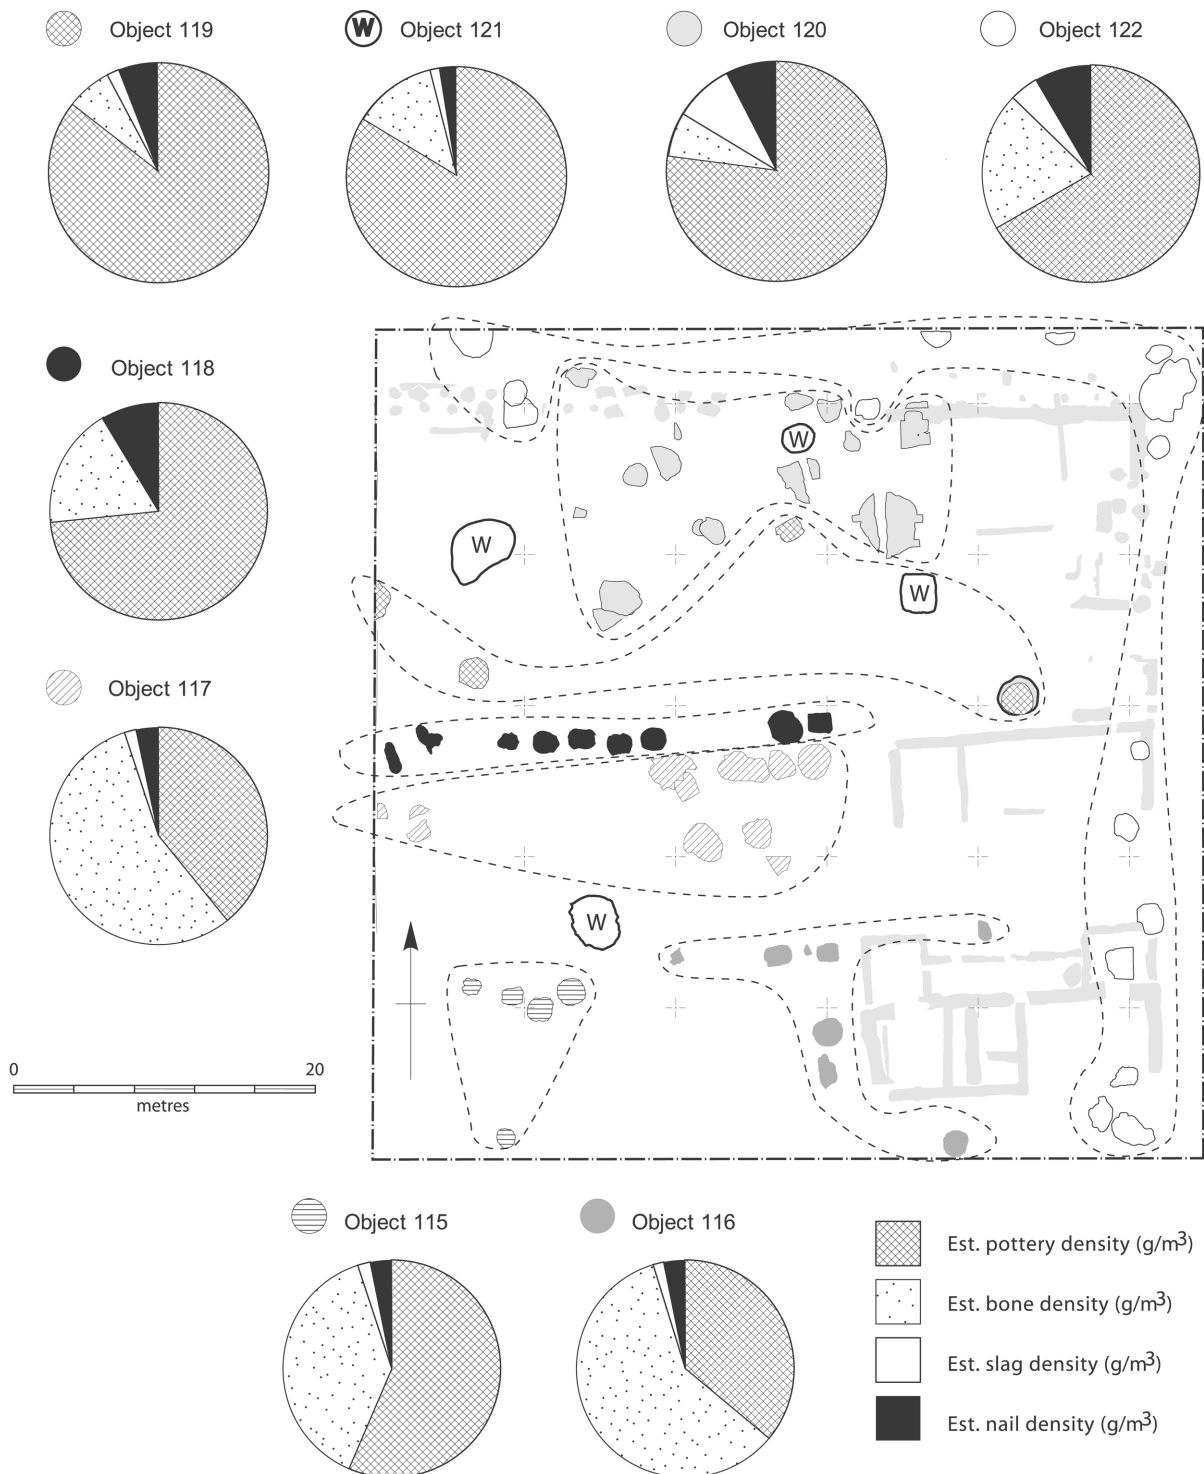 Object 119
W Object 121
Object 120
Object 122
Object 118
Object 117
W
W
W
W
0 20
metres
Object 115
Object 116
Est. pottery density (g/m³)
Est. bone density (g/m³)
Est. slag density (g/m³)
Est. nail density (g/m³)